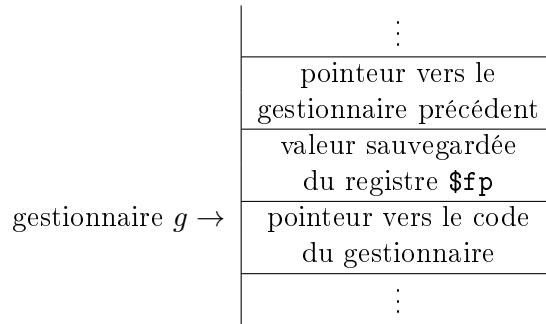 ⋮
pointeur vers le
gestionnaire précédent
valeur sauvegardée
du registre $fp
gestionnaire g → pointeur vers le code
du gestionnaire
⋮